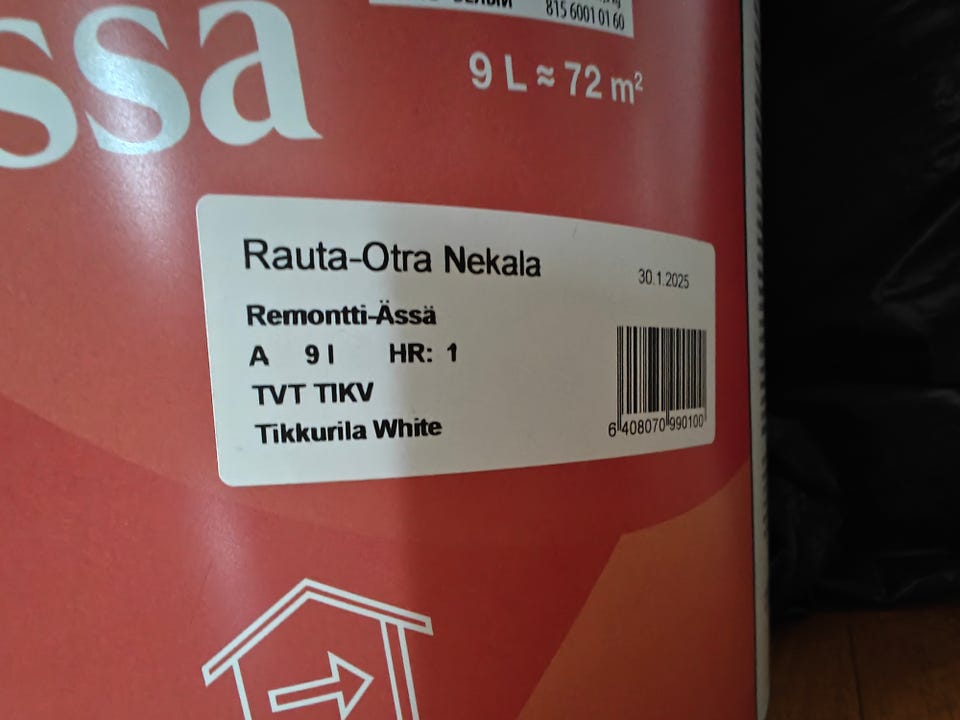 ssa
815 6001 01 60
9 L ≈ 72 m²
Rauta-Otra Nekala
30.1.2025
Remontti-Ässä
A 9 l HR: 1
TVT TIKV
Tikkurila White
6 408070 990100